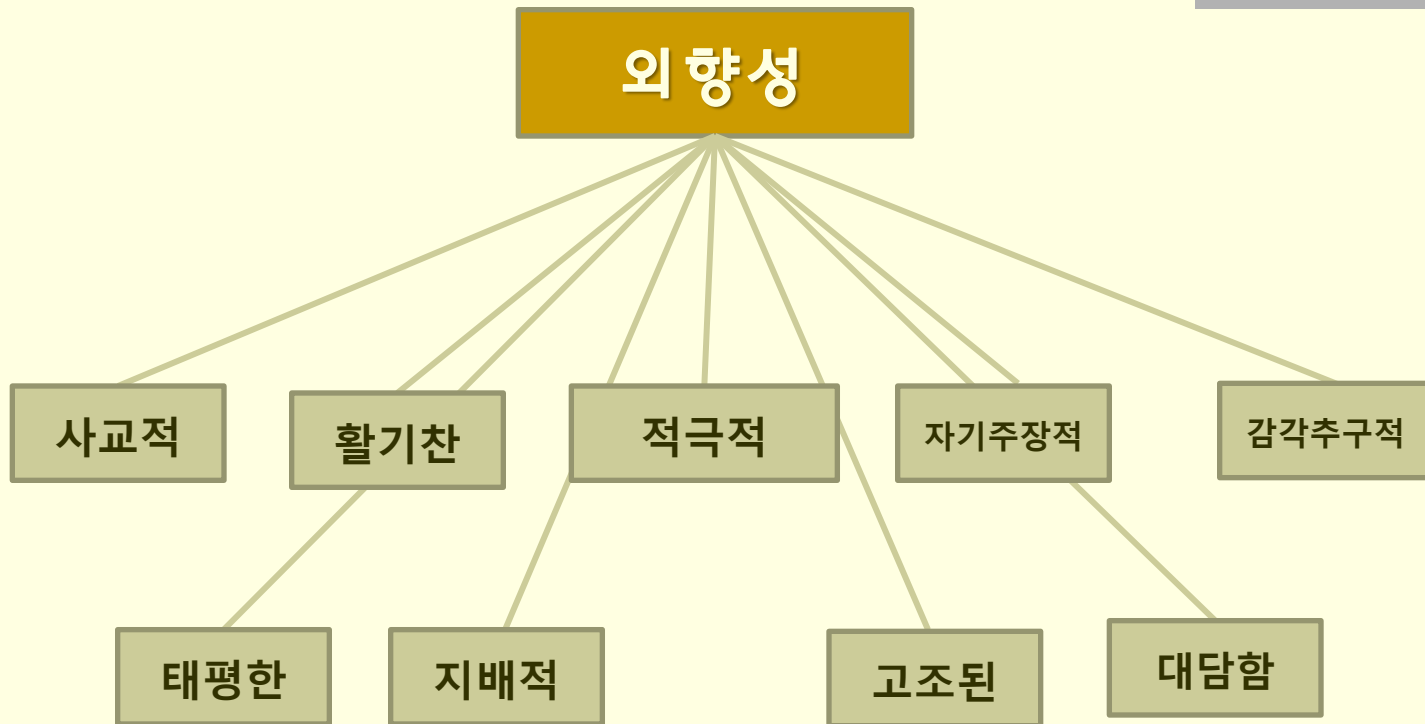 외향성
사교적
활기찬
적극적
자기주장적
감각추구적
태평한
지배적
고조된
대담함